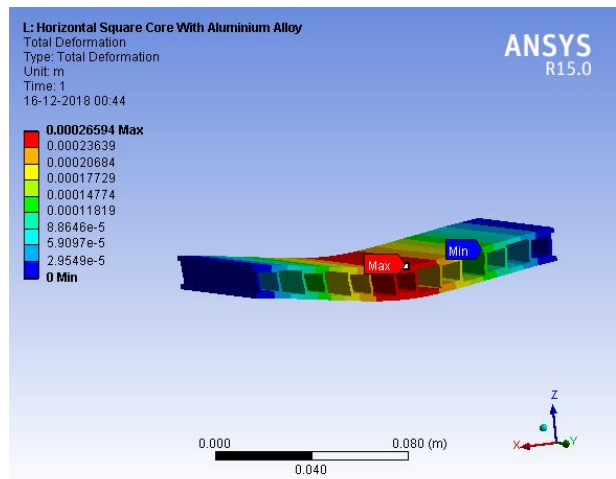 L: Horizontal Square Core With Aluminium Alloy
Total Deformation
Type: Total Deformation
Unit: m
Time: 1
16-12-2018 00:44
ANSYS
R15.0
0.00026594 Max
0.00023639
0.00020684
0.00017729
0.00014774
0.00011819
8.8646e-5
5.9097e-5
2.9549e-5
0 Min
Max
Min
0.000
0.080 (m)
0.040
Z
X
Y